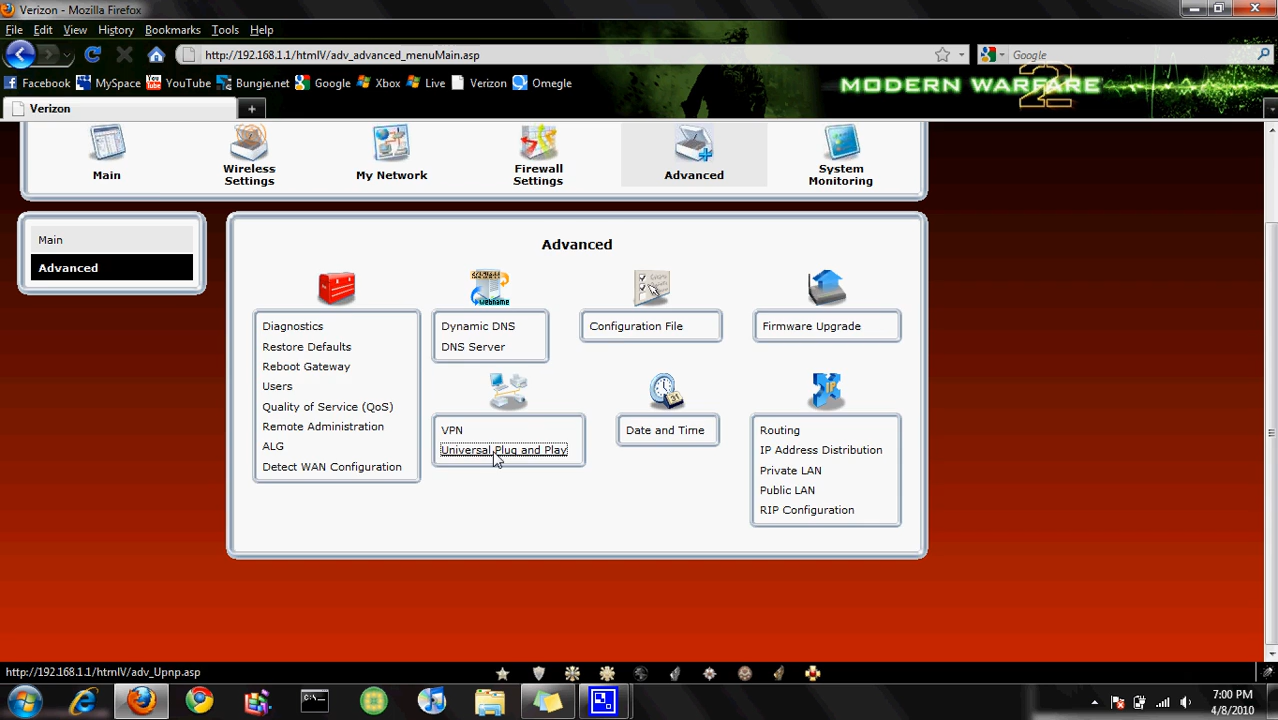 Verizon - Mozilla Firefox
File Edit View History Bookmarks Tools Help
http://192.168.1.1/htmlV/adv_advanced_menuMain.asp
Google
Facebook MySpace YouTube Bungie.net Google Xbox Live Verizon Omegle
MODERN WARFARE
2
Verizon
Main
Wireless Settings
My Network
Firewall Settings
Advanced
System Monitoring
Main
Advanced
Advanced
Diagnostics
Restore Defaults
Reboot Gateway
Users
Quality of Service (QoS)
Remote Administration
ALG
Detect WAN Configuration
Dynamic DNS
DNS Server
Configuration File
Firmware Upgrade
VPN
Universal Plug and Play
Date and Time
Routing
IP Address Distribution
Private LAN
Public LAN
RIP Configuration
http://192.168.1.1/htmlV/adv_Upnp.asp
7:00 PM
4/8/2010